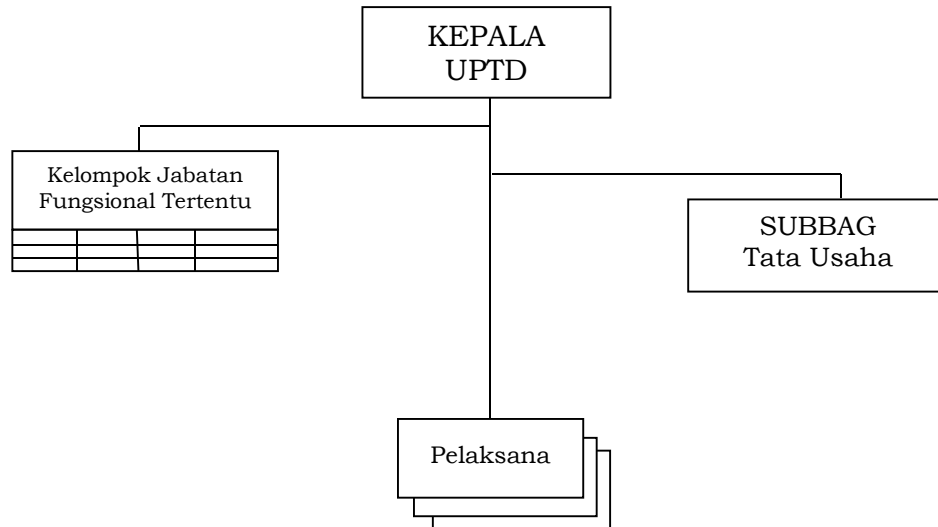 KEPALA
UPTD
Kelompok Jabatan
Fungsional Tertentu
SUBBAG
Tata Usaha
Pelaksana